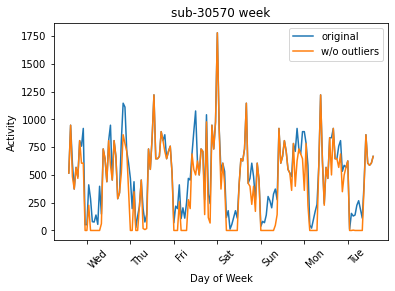 sub-30570 week
original
w/o outliers
Activity
1750
1500
1250
1000
750
500
250
0
Wed
Thu
Fri
Sat
Sun
Mon
Tue
Day of Week